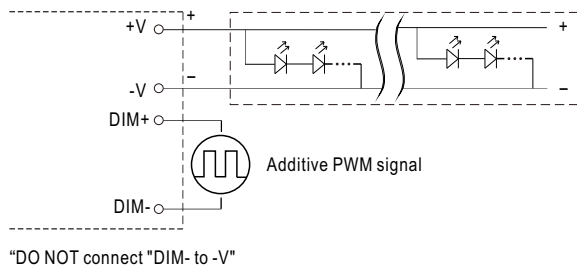 +V
+
-V
–
+
–
DIM+
Additive PWM signal
DIM-
“DO NOT connect "DIM- to -V"